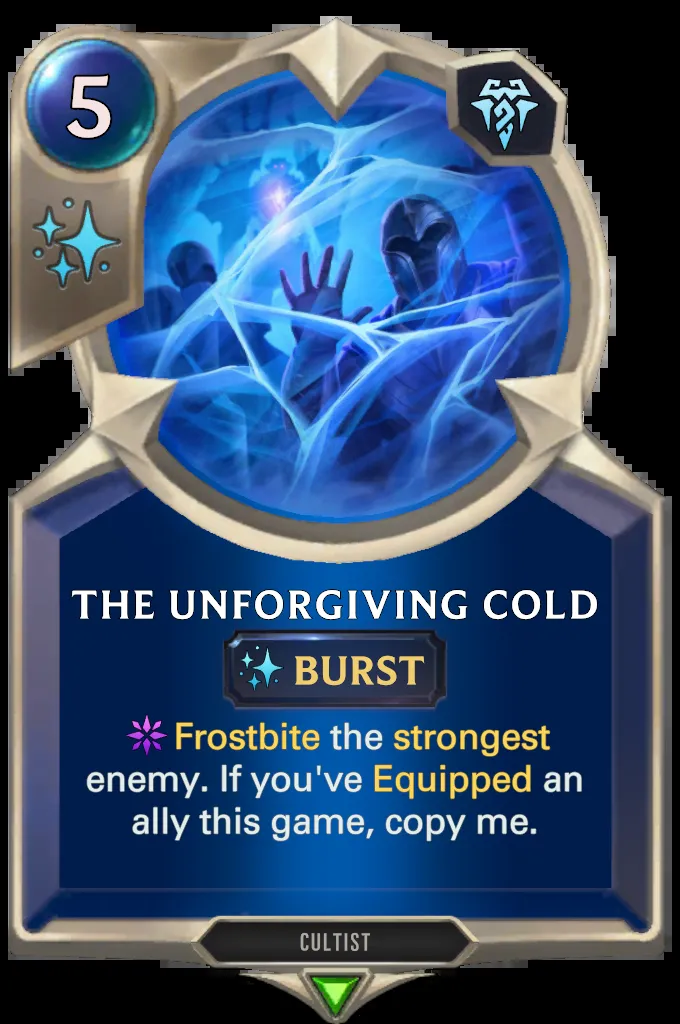 5
THE UNFORGIVING COLD
BURST
Frostbite the strongest
enemy. If you've Equipped an
ally this game, copy me.
CULTIST